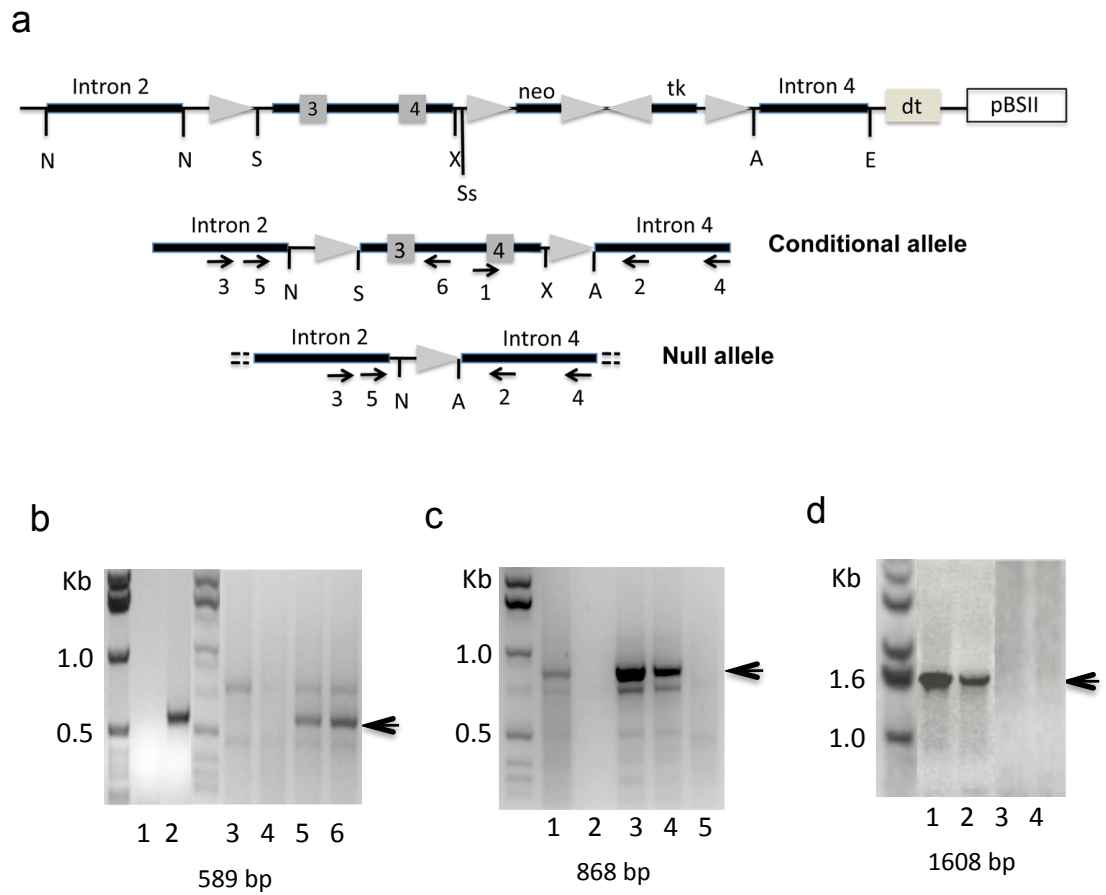 a
Intron 2 3 4 neo tk Intron 4 dt pBSII
N N S X Ss A E
Intron 2 3 4 Intron 4 Conditional allele
3 5 N S 6 1 X A 2 4
Intron 2 Intron 4 Null allele
3 5 N A 2 4
b
Kb
1.0
0.5
1 2 3 4 5 6
589 bp
c
Kb
1.0
0.5
1 2 3 4 5
868 bp
d
Kb
1.6
1.0
1 2 3 4
1608 bp